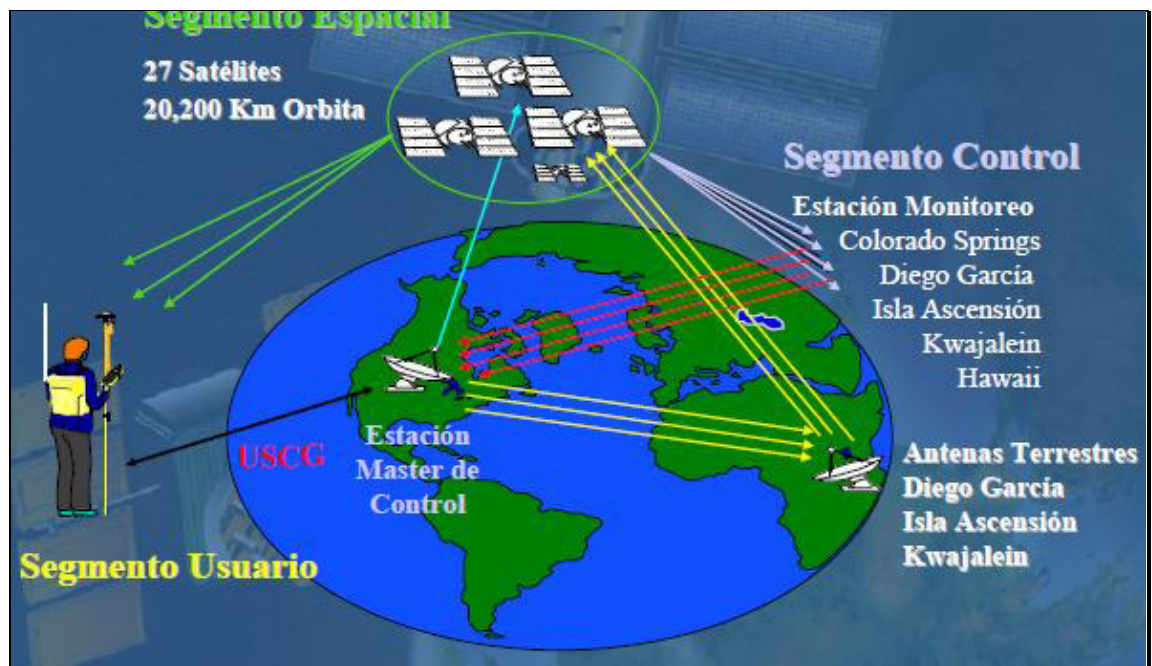 Segmento Espacial
27 Satélites
20,200 Km Orbita
Segmento Control
Estación Monitoreo
Colorado Springs
Diego García
Isla Ascensión
Kwajalein
Hawaii
USCG
Estación
Master de
Control
Antenas Terrestres
Diego García
Isla Ascensión
Kwajalein
Segmento Usuario